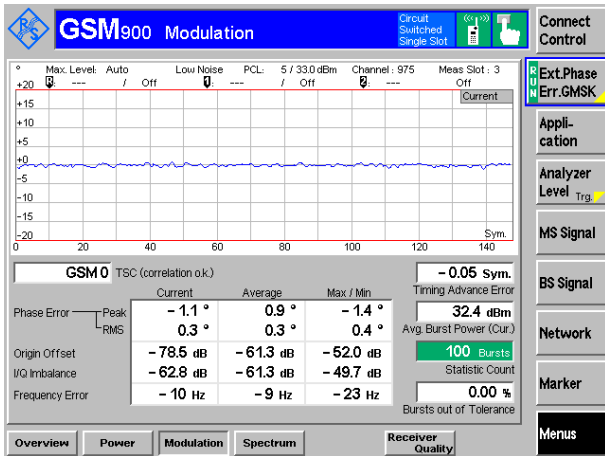 R&S GSM900 Modulation Circuit Switched Single Slot Connect Control
° Max. Level: Auto Low Noise PCL: 5 / 33.0 dBm Channel : 975 Meas Slot : 3
+20 --- / Off 1: --- / Off 2: --- Off
Current
RUN Ext.Phase Err.GMSK
+15
+10
Appli-cation
+5
+0
Analyzer Level Trg.
-5
-10
-15
MS Signal
-20 Sym.
0 20 40 60 80 100 120 140
GSM 0 TSC (correlation o.k.) - 0.05 Sym.
Timing Advance Error
BS Signal
Current Average Max / Min
Phase Error Peak - 1.1 ° 0.9 ° - 1.4 ° 32.4 dBm
RMS 0.3 ° 0.3 ° 0.4 ° Avg. Burst Power (Cur.)
Network
Origin Offset - 78.5 dB - 61.3 dB - 52.0 dB 100 Bursts
I/Q Imbalance - 62.8 dB - 61.3 dB - 49.7 dB Statistic Count
Marker
Frequency Error - 10 Hz - 9 Hz - 23 Hz 0.00 %
Bursts out of Tolerance
Overview Power Modulation Spectrum Receiver Quality Menus